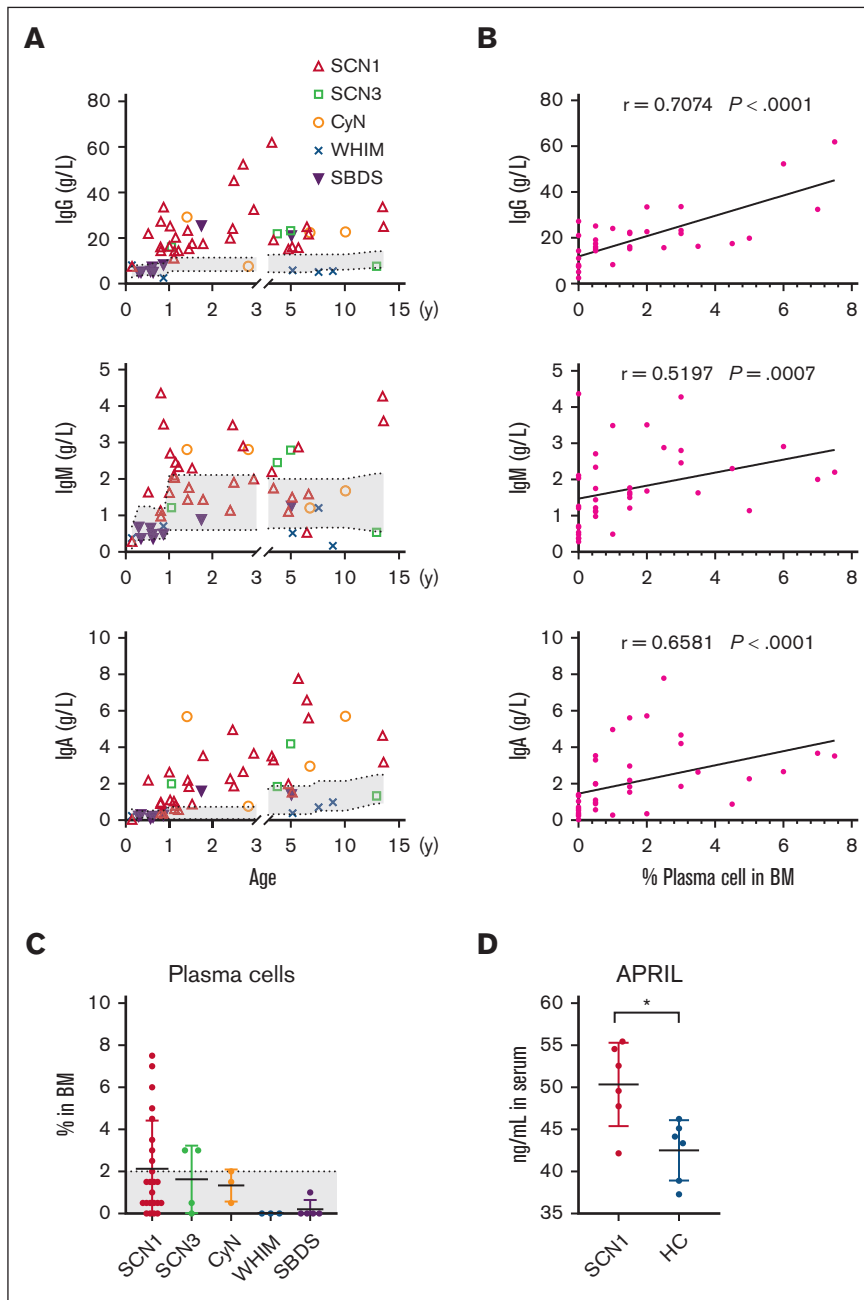 A
SCN1
SCN3
CyN
WHIM
SBDS
80
60
40
20
0
IgG (g/L)
0 1 3 5 10 15 (y)
5
4
3
2
1
0
IgM (g/L)
0 1 2 3 5 10 15 (y)
10
8
6
4
2
0
IgA (g/L)
0 1 2 3 5 10 15 (y)
Age
B
r = 0.7074 P < .0001
80
60
40
20
0
IgG (g/L)
0 2 4 6 8
r = 0.5197 P = .0007
5
4
3
2
1
0
IgM (g/L)
0 2 4 6 8
r = 0.6581 P < .0001
10
8
6
4
2
0
IgA (g/L)
0 2 4 6 8
% Plasma cell in BM
C
Plasma cells
10
8
6
4
2
0
% in BM
SCN1 SCN3 CyN WHIM SBDS
D
APRIL
*
60
55
50
45
40
35
ng/mL in serum
SCN1 HC